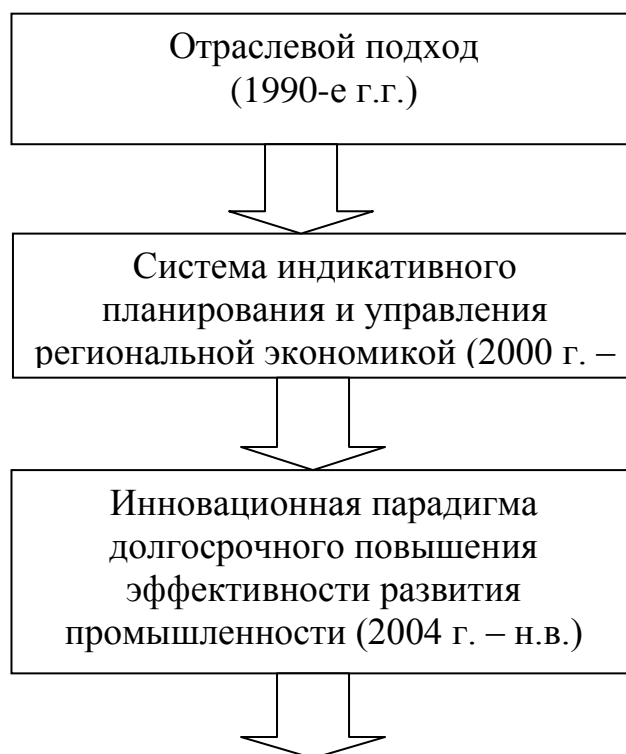 Отраслевой подход
(1990-е г.г.)
Система индикативного
планирования и управления
региональной экономикой (2000 г. –
Инновационная парадигма
долгосрочного повышения
эффективности развития
промышленности (2004 г. – н.в.)